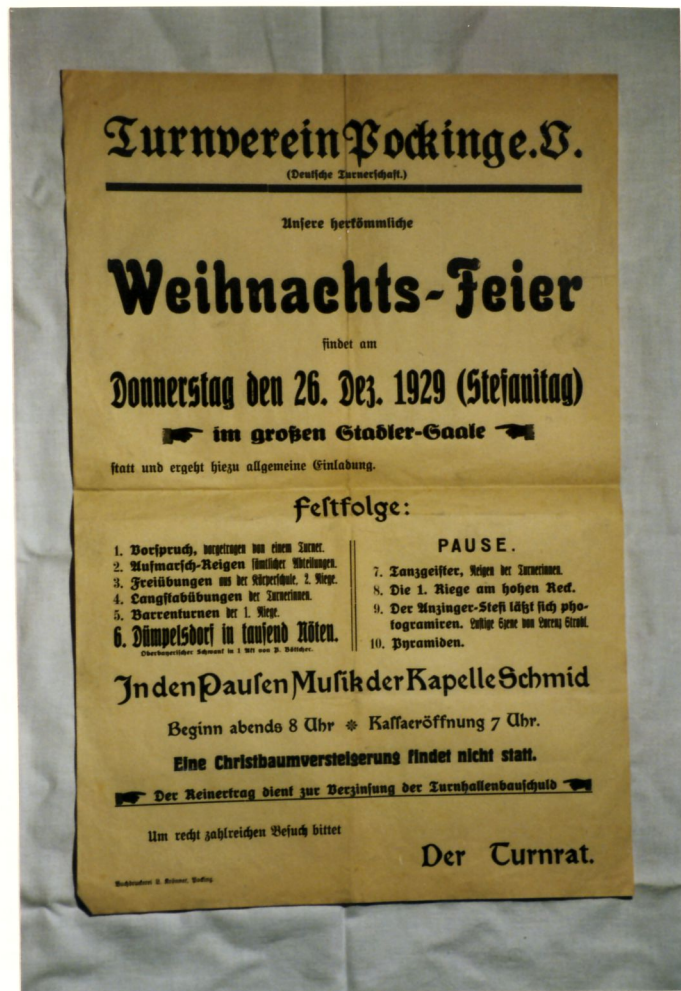 Turnverein Pocking e.V.
(Deutsche Turnerschaft.)
Unsere herkömmliche
Weihnachts-Feier
findet am
Donnerstag den 26. Dez. 1929 (Stefanitag)
im großen Stadler-Saale
statt und ergeht hiezu allgemeine Einladung.
Festfolge:
1. Vorspruch, vorgetragen von einem Turner.
2. Aufmarsch-Reigen sämtlicher Abteilungen.
3. Freiübungen aus der Körperschule, 2. Riege.
4. Langstabübungen der Turnerinnen.
5. Barrenturnen der 1. Riege.
6. Dümpelsdorf in tausend Nöten.
Oberbayerischer Schwank in 1 Akt von P. Böttcher.
PAUSE.
7. Tanzgeister, Reigen der Turnerinnen.
8. Die 1. Riege am hohen Reck.
9. Der Anzinger-Stefi läßt sich pho-
togramiren. Lustige Szene von Lorenz Strobl.
10. Pyramiden.
In den Pausen Musik der Kapelle Schmid
Beginn abends 8 Uhr ❉ Kassaeröffnung 7 Uhr.
Eine Christbaumversteigerung findet nicht statt.
Der Reinertrag dient zur Verzinsung der Turnhallenbauschuld
Um recht zahlreichen Besuch bittet
Der Turnrat.
Buchdruckerei Pocking.